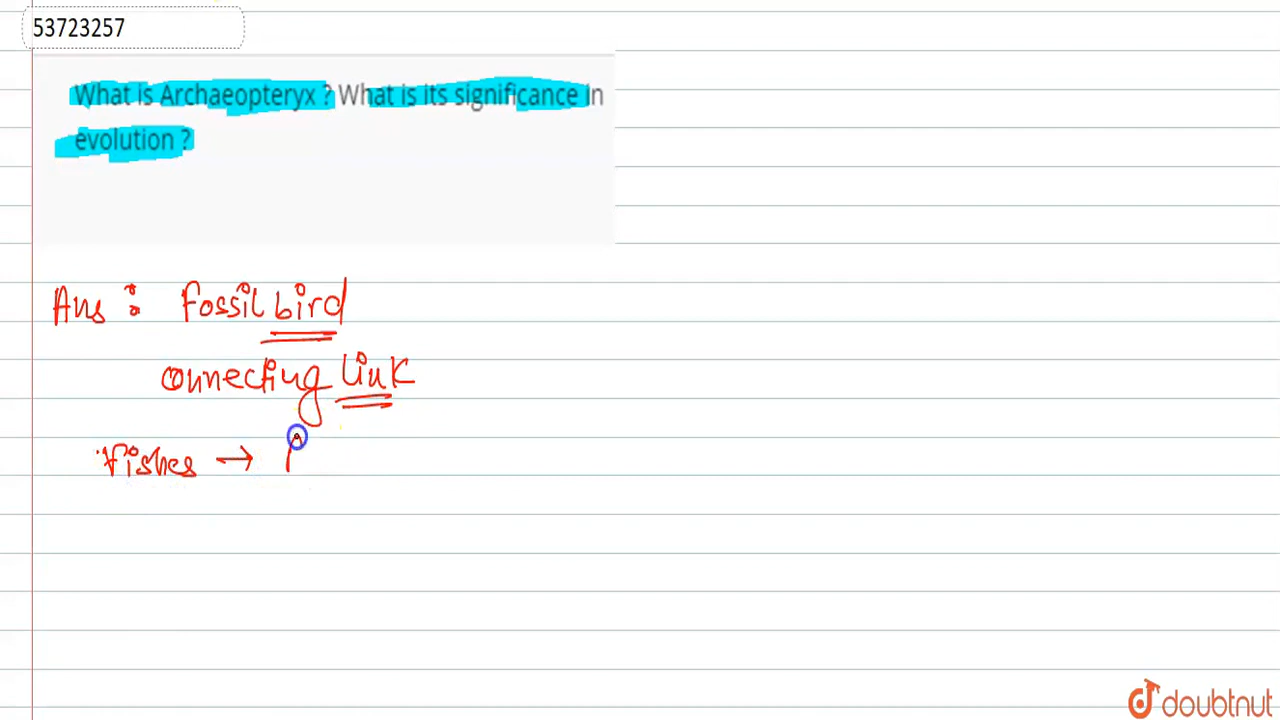 53723257
What is Archaeopteryx ? What is its significance in
evolution ?
Ans : Fossil bird
connecting link
Fishes →
doubtnut